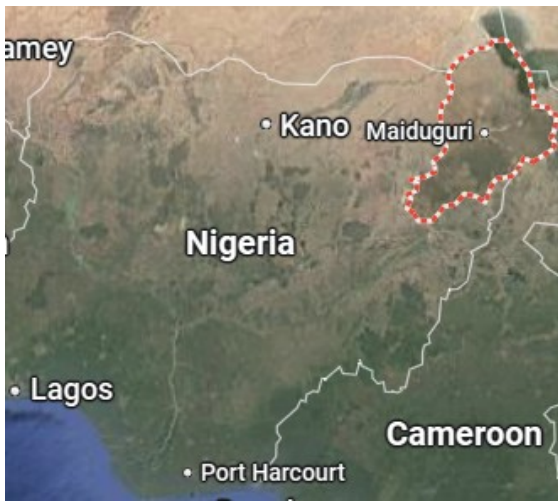 amey
Kano
Maiduguri
Nigeria
Lagos
Cameroon
Port Harcourt